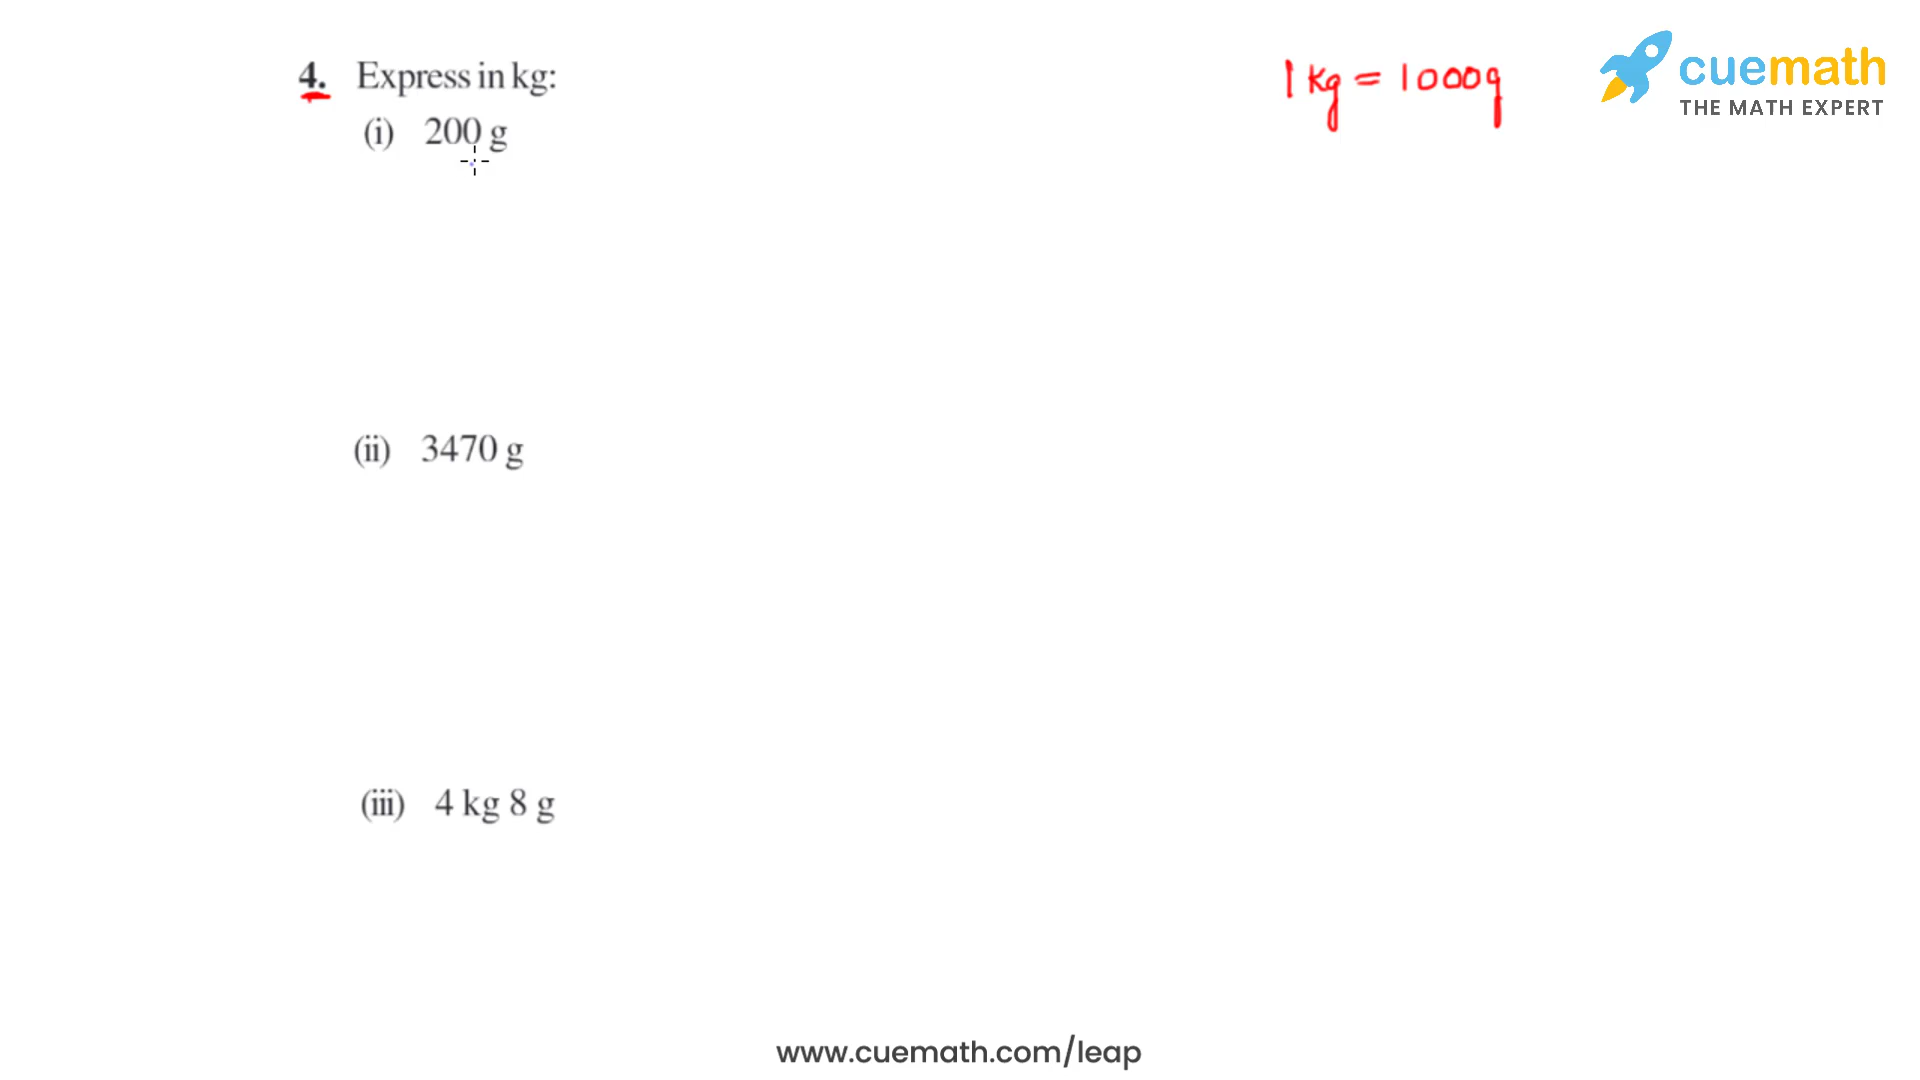 4. Express in kg:
1 kg = 1000g
cuemath
THE MATH EXPERT
(i) 200 g
(ii) 3470 g
(iii) 4 kg 8 g
www.cuemath.com/leap